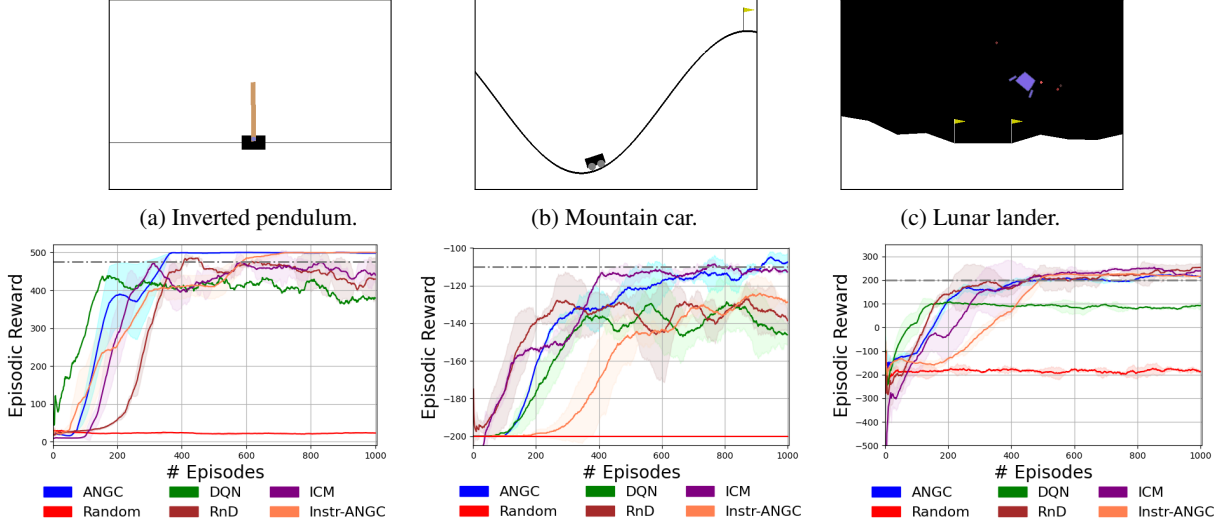 (a) Inverted pendulum.
(b) Mountain car.
(c) Lunar lander.
500
400
300
200
100
0
Episodic Reward
0 200 400 600 800 1000
# Episodes
ANGC DQN ICM
Random RnD Instr-ANGC
−100
−120
−140
−160
−180
−200
Episodic Reward
0 200 400 600 800 1000
# Episodes
ANGC DQN ICM
Random RnD Instr-ANGC
300
200
100
0
−100
−200
−300
−400
−500
Episodic Reward
0 200 400 600 800 1000
# Episodes
ANGC DQN ICM
Random RnD Instr-ANGC